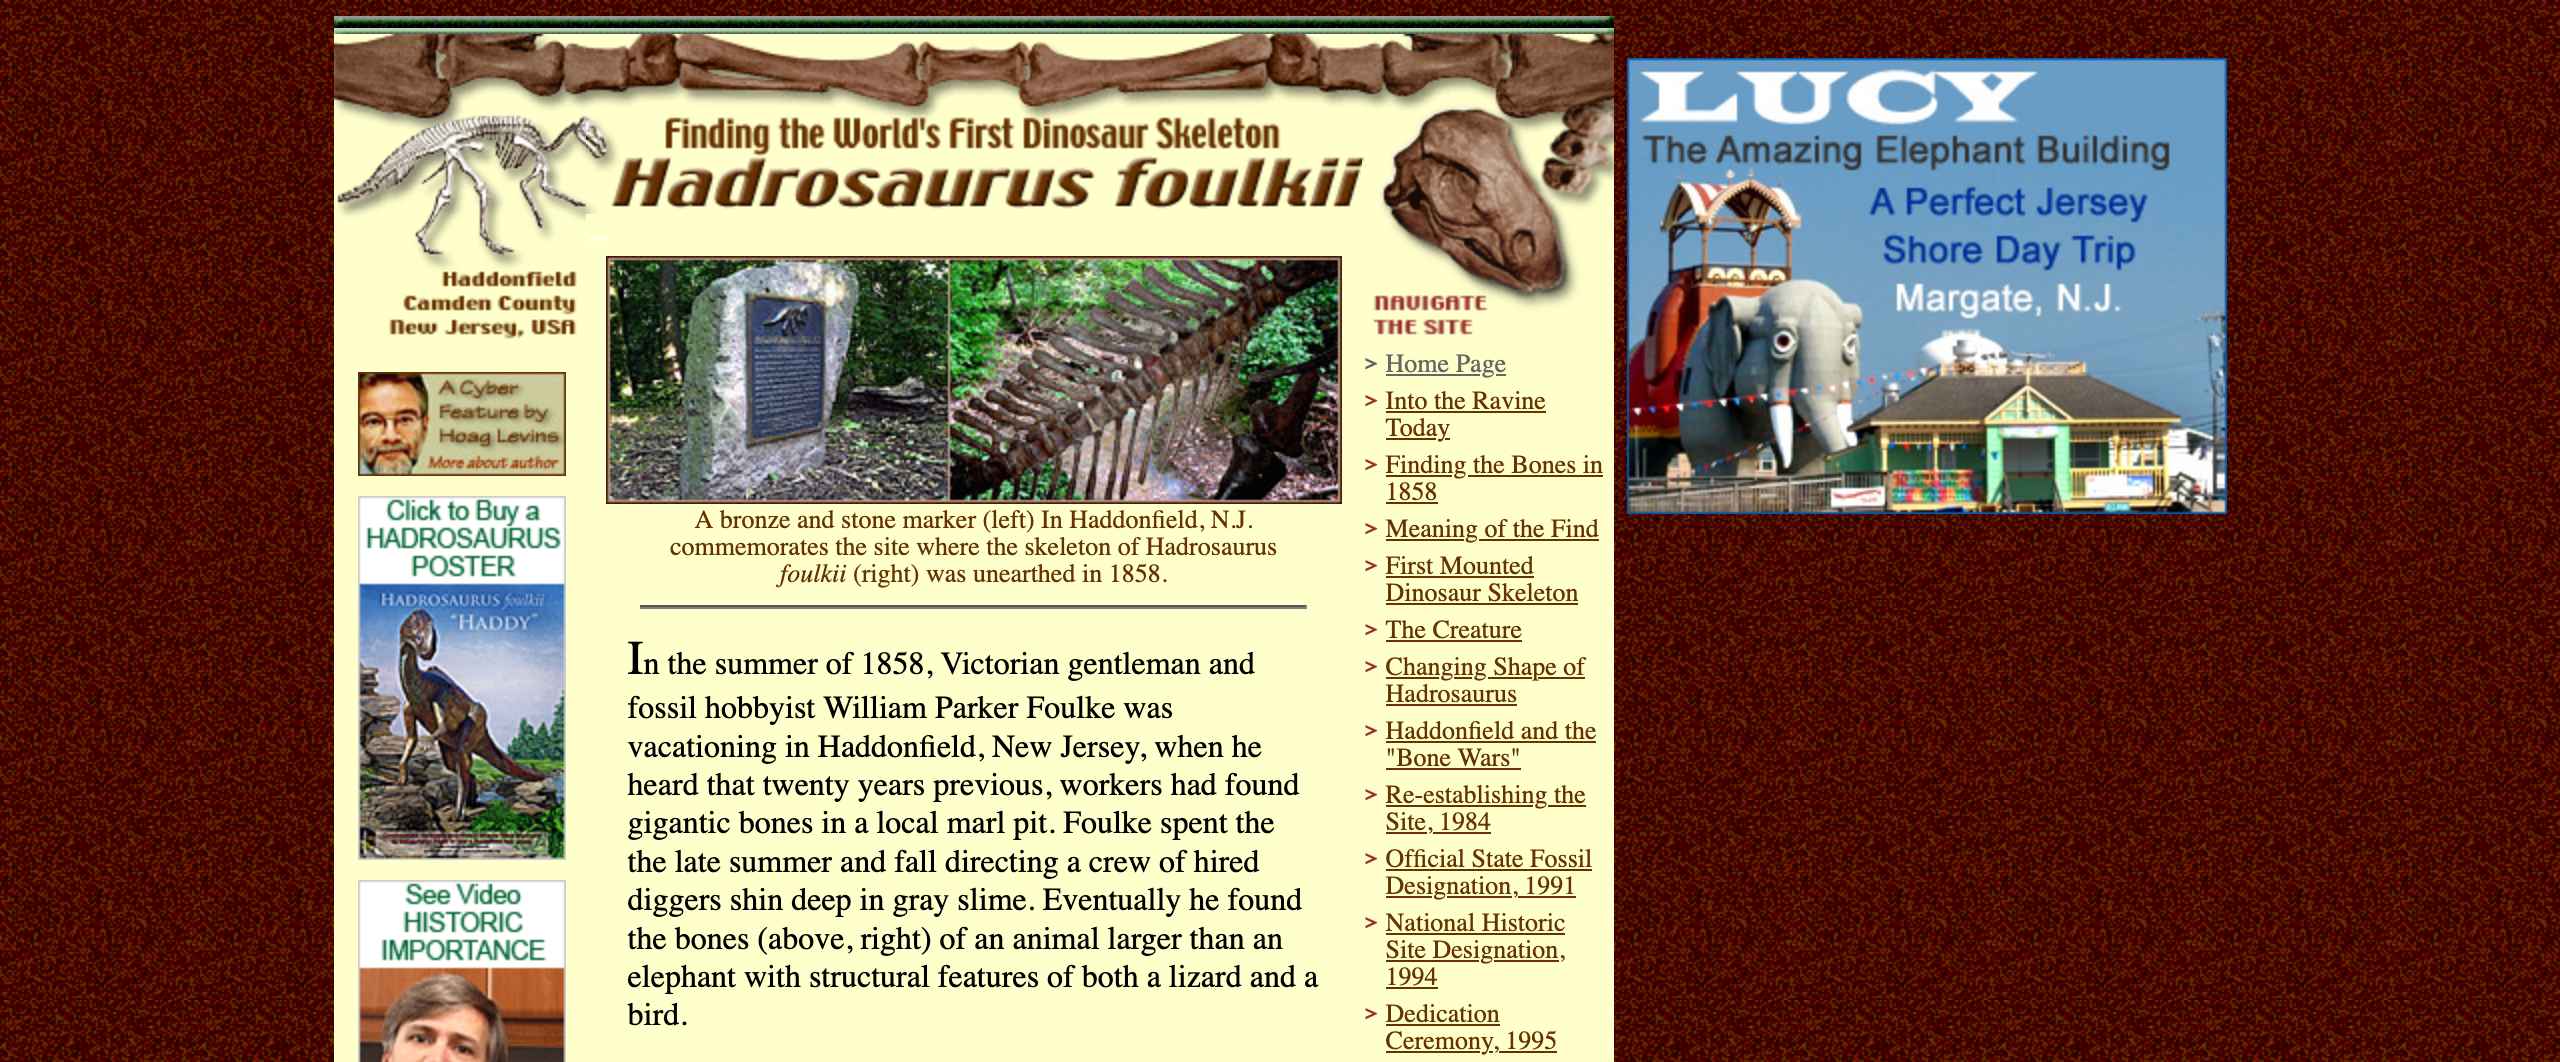 Finding the World's First Dinosaur Skeleton
Hadrosaurus foulkii
Haddonfield
Camden County
New Jersey, USA
A Cyber
Feature by
Hoag Levins
More about author
Click to Buy a
HADROSAURUS
POSTER
HADROSAURUS foulkii
"HADDY"
See Video
HISTORIC
IMPORTANCE
A bronze and stone marker (left) In Haddonfield, N.J.
commemorates the site where the skeleton of Hadrosaurus
foulkii (right) was unearthed in 1858.
In the summer of 1858, Victorian gentleman and
fossil hobbyist William Parker Foulke was
vacationing in Haddonfield, New Jersey, when he
heard that twenty years previous, workers had found
gigantic bones in a local marl pit. Foulke spent the
the late summer and fall directing a crew of hired
diggers shin deep in gray slime. Eventually he found
the bones (above, right) of an animal larger than an
elephant with structural features of both a lizard and a
bird.
NAVIGATE
THE SITE
> Home Page
> Into the Ravine
Today
> Finding the Bones in
1858
> Meaning of the Find
> First Mounted
Dinosaur Skeleton
> The Creature
> Changing Shape of
Hadrosaurus
> Haddonfield and the
"Bone Wars"
> Re-establishing the
Site, 1984
> Official State Fossil
Designation, 1991
> National Historic
Site Designation,
1994
> Dedication
Ceremony, 1995
LUCY
The Amazing Elephant Building
A Perfect Jersey
Shore Day Trip
Margate, N.J.